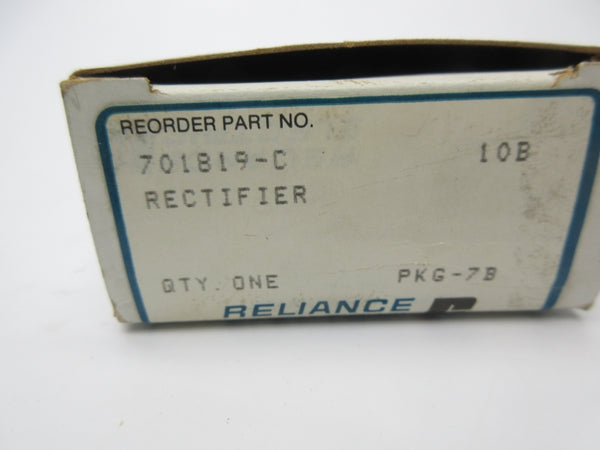 REORDER PART NO.
701819-C 10B
RECTIFIER
QTY. ONE PKG-7B
RELIANCE